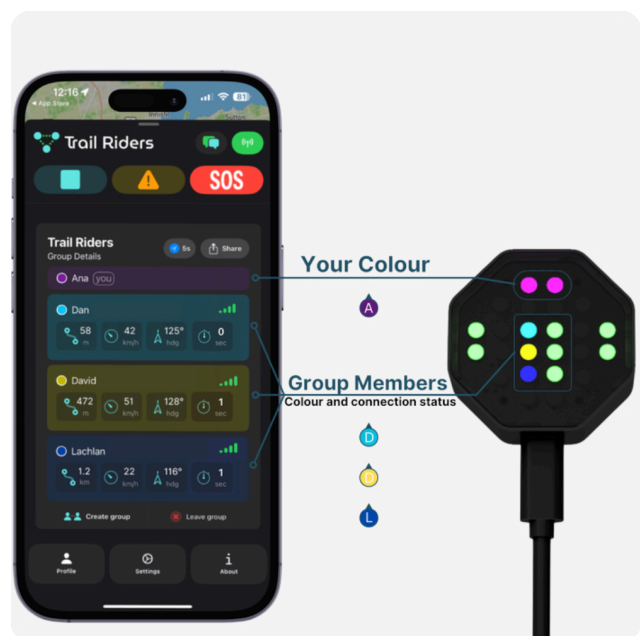 12:16
81
App Store
Trail Riders
SOS
Trail Riders
Group Details
5s
Share
Ana you
Dan
58 m
42 km/h
125° hdg
0 sec
David
472 m
51 km/h
128° hdg
1 sec
Lachlan
1.2 km
22 km/h
116° hdg
1 sec
Create group
Leave group
Profile
Settings
About
Your Colour
A
Group Members
Colour and connection status
D
D
L